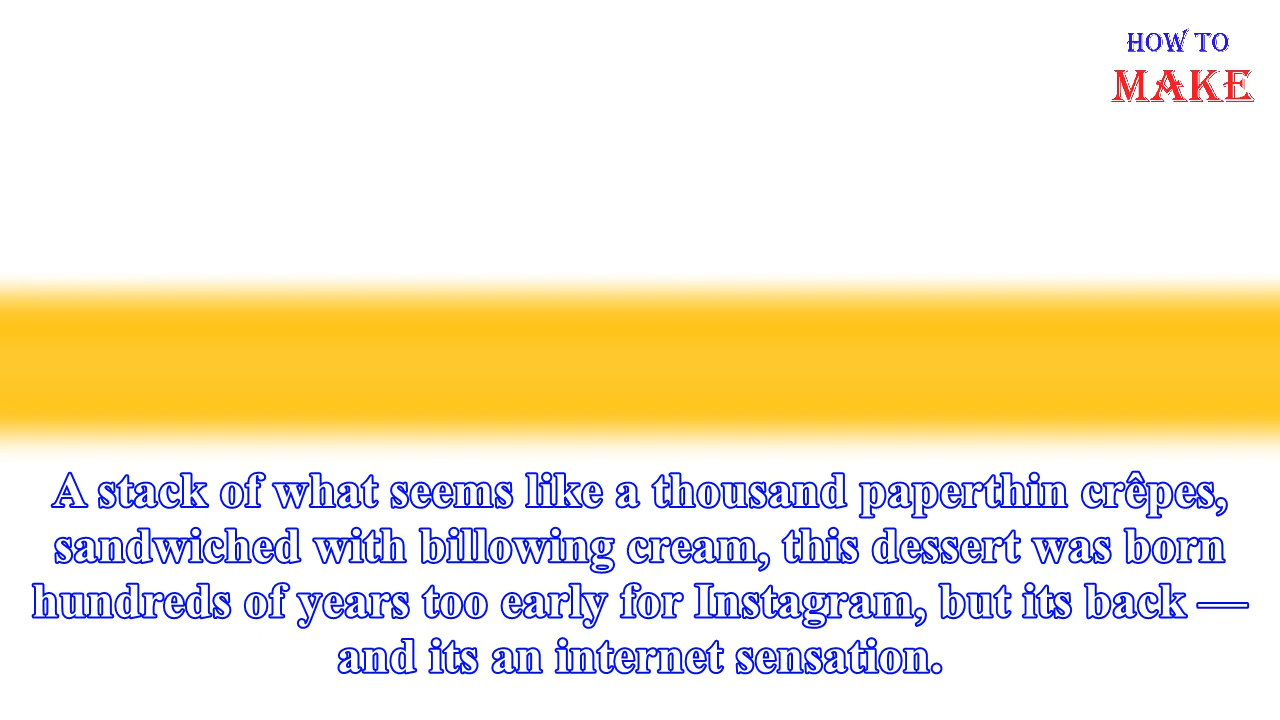 HOW TO
MAKE
A stack of what seems like a thousand paperthin crêpes,
sandwiched with billowing cream, this dessert was born
hundreds of years too early for Instagram, but its back —
and its an internet sensation.